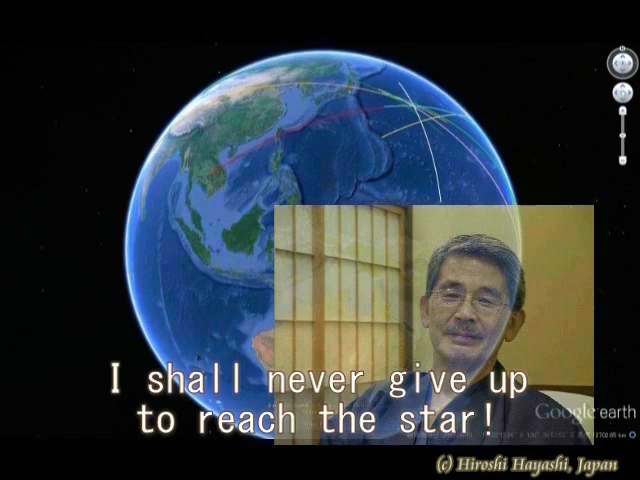 I shall never give up
to reach the star!
Google earth
(c) Hiroshi Hayashi, Japan